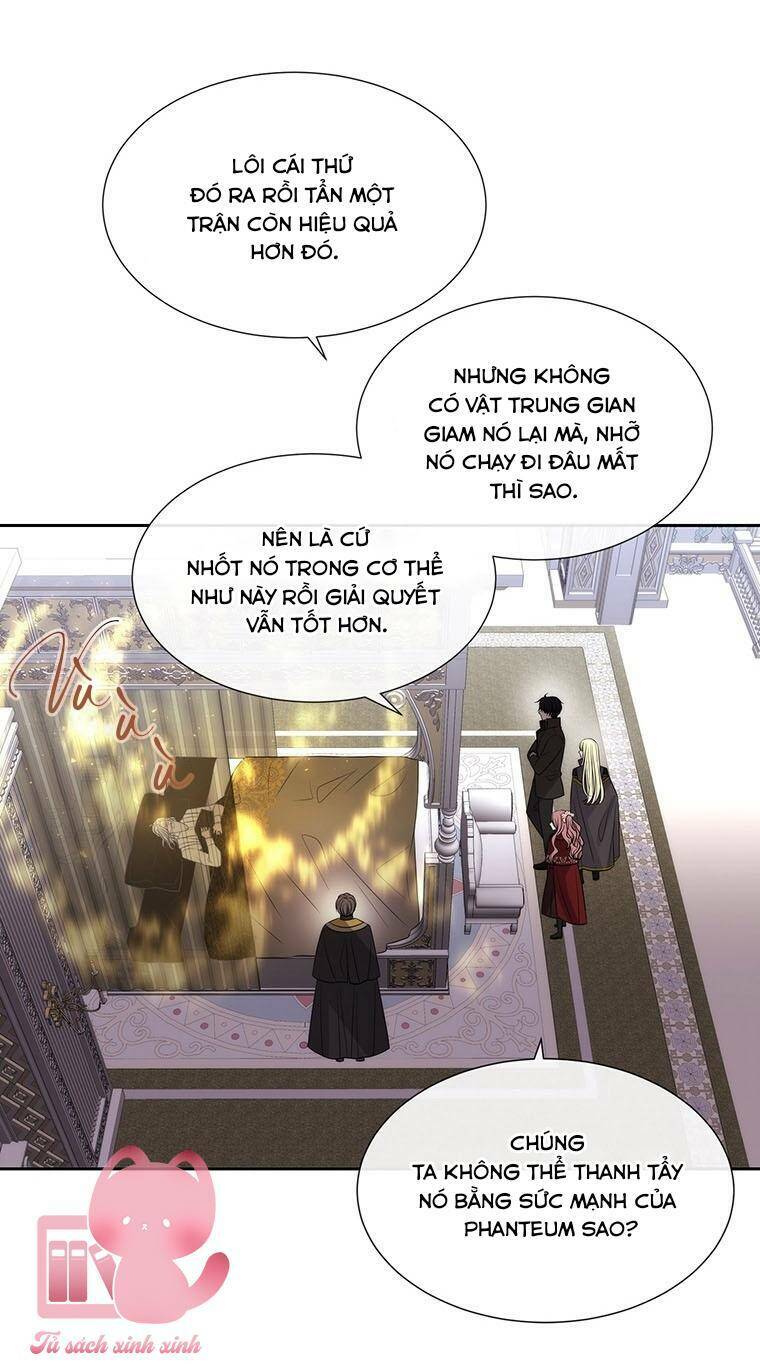 LÔI CÁI THỨ
ĐÓ RA RỒI TẨN MỘT
TRẬN CÒN HIỆU QUẢ
HƠN ĐÓ.
NHƯNG KHÔNG
CÓ VẬT TRUNG GIAN
GIAM NÓ LẠI MÀ, NHỠ
NÓ CHẠY ĐI ĐÂU MẤT
THÌ SAO.
NÊN LÀ CỨ
NHỐT NÓ TRONG CƠ THỂ
NHƯ NÀY RỒI GIẢI QUYẾT
VẪN TỐT HƠN.
Vù ù ù
CHÚNG
TA KHÔNG THỂ THANH TẨY
NÓ BẰNG SỨC MẠNH CỦA
PHANTEUM SAO?
Tủ sách xinh xinh